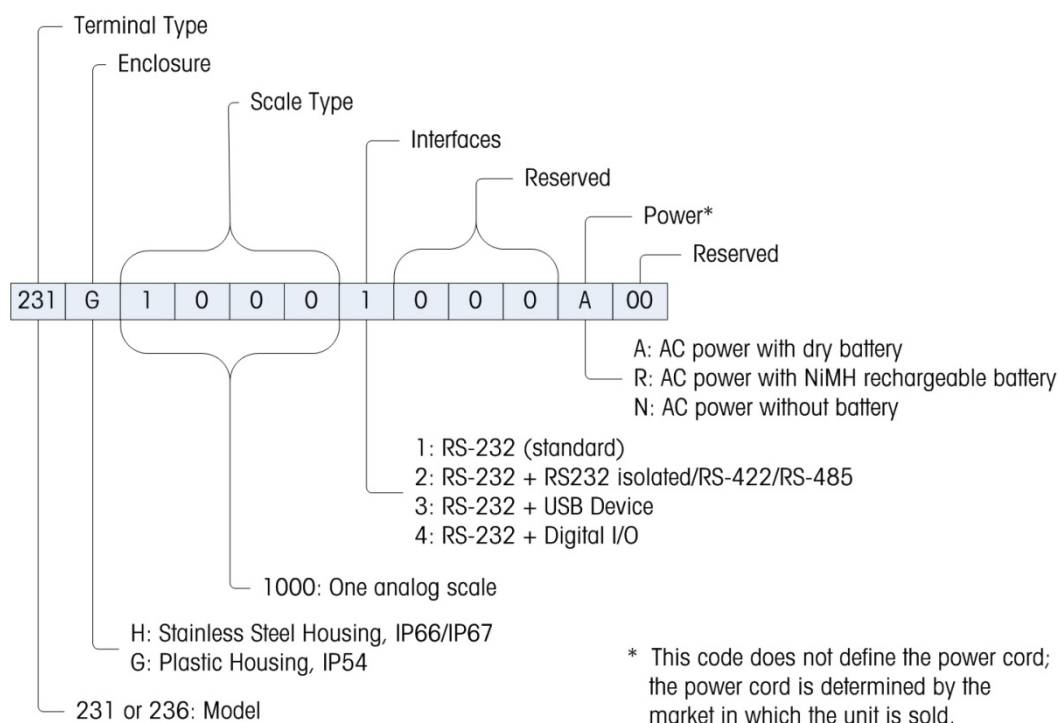 Terminal Type
Enclosure
Scale Type
Interfaces
Reserved
Power*
Reserved
231 G 1 0 0 0 1 0 0 0 A 00
A: AC power with dry battery
R: AC power with NiMH rechargeable battery
N: AC power without battery
1: RS-232 (standard)
2: RS-232 + RS232 isolated/RS-422/RS-485
3: RS-232 + USB Device
4: RS-232 + Digital I/O
1000: One analog scale
H: Stainless Steel Housing, IP66/IP67
G: Plastic Housing, IP54
231 or 236: Model
* This code does not define the power cord;
the power cord is determined by the
market in which the unit is sold.